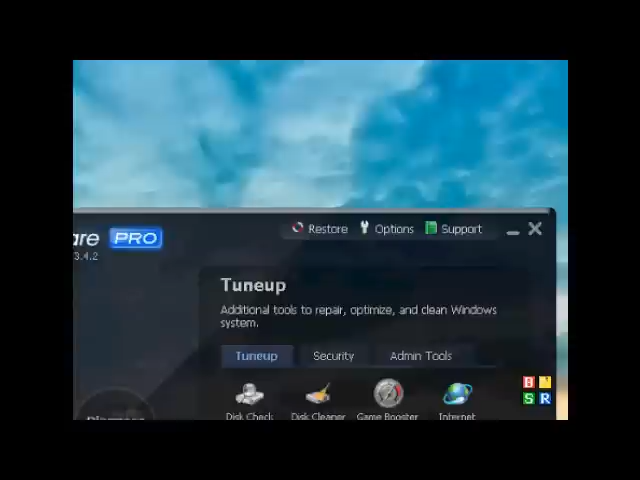 Restore Options Support
are PRO
3.4.2
Tuneup
Additional tools to repair, optimize, and clean Windows
system.
Tuneup Security Admin Tools
Disk Check Disk Cleaner Game Booster Internet
B
S R